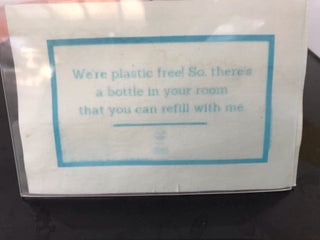 We're plastic free! So, there's
a bottle in your room
that you can refill with me.